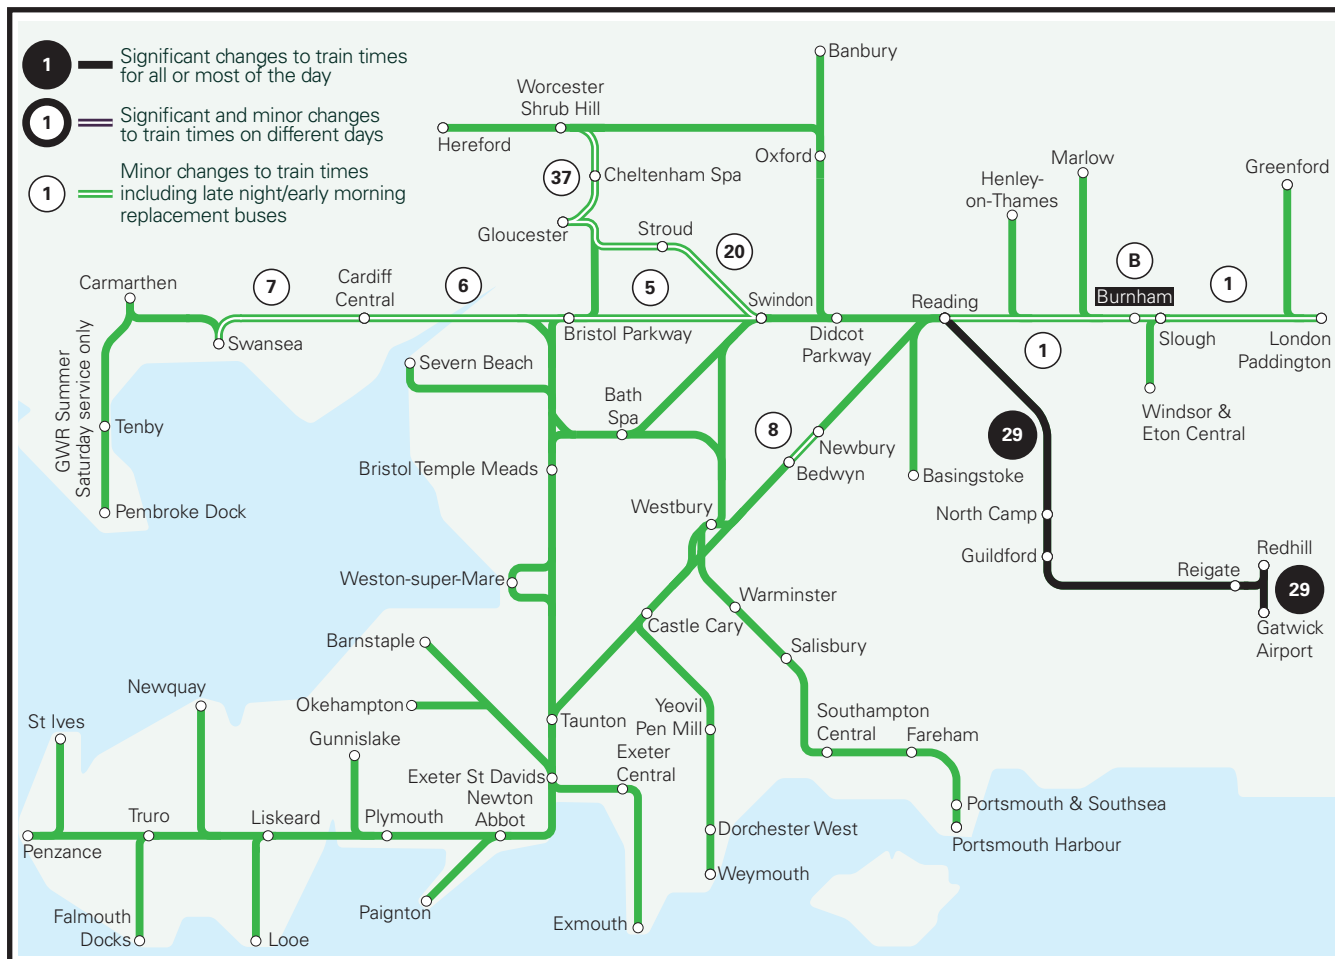 1
Significant changes to train times
for all or most of the day
1
Significant and minor changes
to train times on different days
1
Minor changes to train times
including late night/early morning
replacement buses
Banbury
Worcester
Shrub Hill
Hereford
Oxford
Marlow
Greenford
Henley-
on-Thames
37
Cheltenham Spa
Gloucester
Stroud
20
B
Carmarthen
7
Cardiff
Central
6
5
Swindon
Reading
Burnham
1
Bristol Parkway
Didcot
Parkway
1
Slough
London
Paddington
Swansea
Severn Beach
GWR Summer
Saturday service only
Bath
Spa
Windsor &
Eton Central
Tenby
8
Newbury
29
Bristol Temple Meads
Bedwyn
Basingstoke
Pembroke Dock
Westbury
North Camp
Guildford
Redhill
Weston-super-Mare
Reigate
29
Warminster
Castle Cary
Gatwick
Airport
Barnstaple
Salisbury
Newquay
Okehampton
Taunton
Yeovil
Pen Mill
Southampton
Central
Fareham
St Ives
Gunnislake
Exeter
Central
Exeter St Davids
Newton
Abbot
Portsmouth & Southsea
Truro
Liskeard
Plymouth
Dorchester West
Portsmouth Harbour
Penzance
Weymouth
Paignton
Exmouth
Falmouth
Docks
Looe